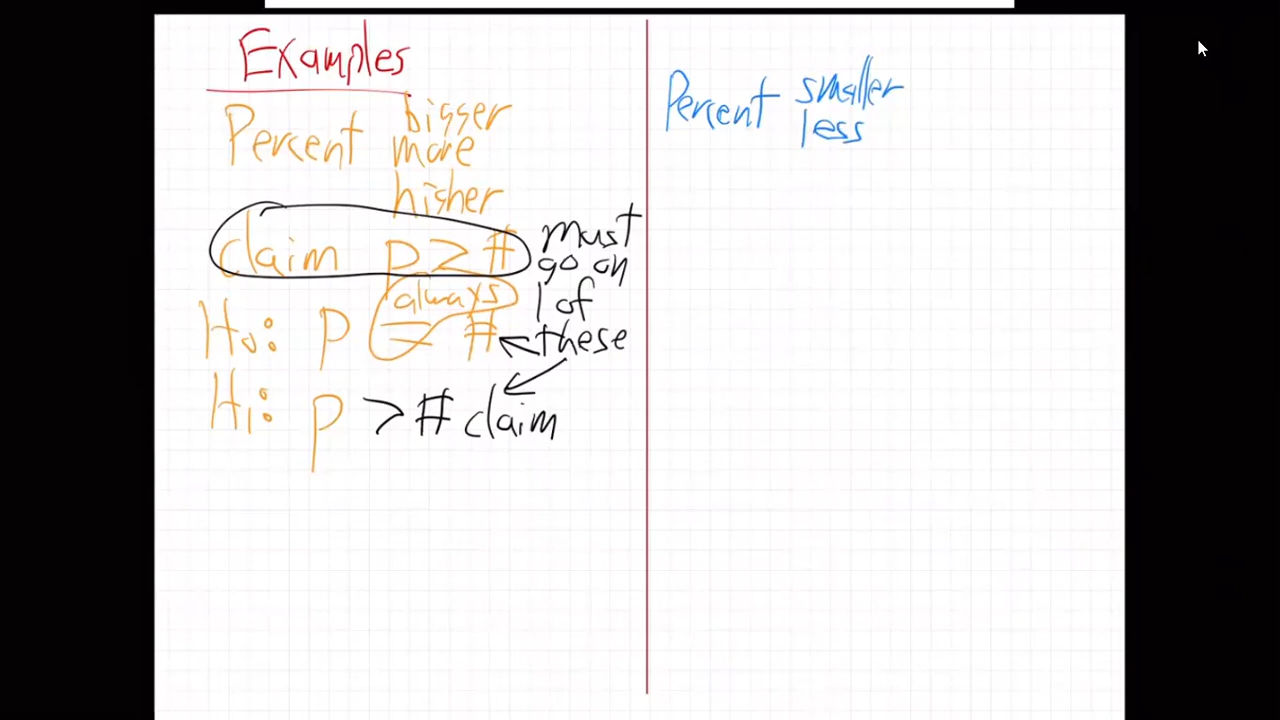 Examples
Percent bigger
more
higher
claim p > #
must
go on
1 of
these
always
H0: p = #
H1: p > # claim
Percent smaller
less